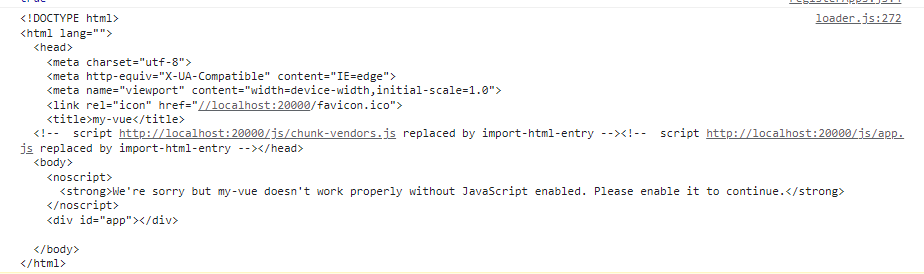 <!DOCTYPE html> loader.js:272
<html lang="">
<head>
<meta charset="utf-8">
<meta http-equiv="X-UA-Compatible" content="IE=edge">
<meta name="viewport" content="width=device-width,initial-scale=1.0">
<link rel="icon" href="//localhost:20000/favicon.ico">
<title>my-vue</title>
<!--  script http://localhost:20000/js/chunk-vendors.js replaced by import-html-entry --><!--  script http://localhost:20000/js/app.
js replaced by import-html-entry --></head>
<body>
<noscript>
<strong>We're sorry but my-vue doesn't work properly without JavaScript enabled. Please enable it to continue.</strong>
</noscript>
<div id="app"></div>
</body>
</html>